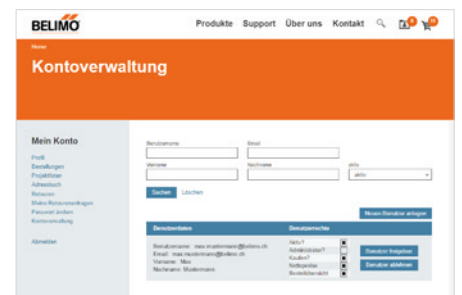 BELIMO
Produkte Support Über uns Kontakt
Home
Kontoverwaltung
Mein Konto
Profil
Bestellungen
Projektlisten
Adressbuch
Retouren
Meine Retourenanfragen
Passwort ändern
Kontoverwaltung
Abmelden
Benutzername Email
Vorname Nachname aktiv
aktiv
Suchen Löschen
Neuen Benutzer anlegen
Benutzerdaten Benutzerrechte
Benutzername: max.mustermann@belimo.ch
Email: max.mustermann@belimo.ch
Vorname: Max
Nachname: Mustermann
Aktiv?
Administrator?
Kaufen?
Nettopreise
Bestellübersicht
Benutzer freigeben
Benutzer ablehnen